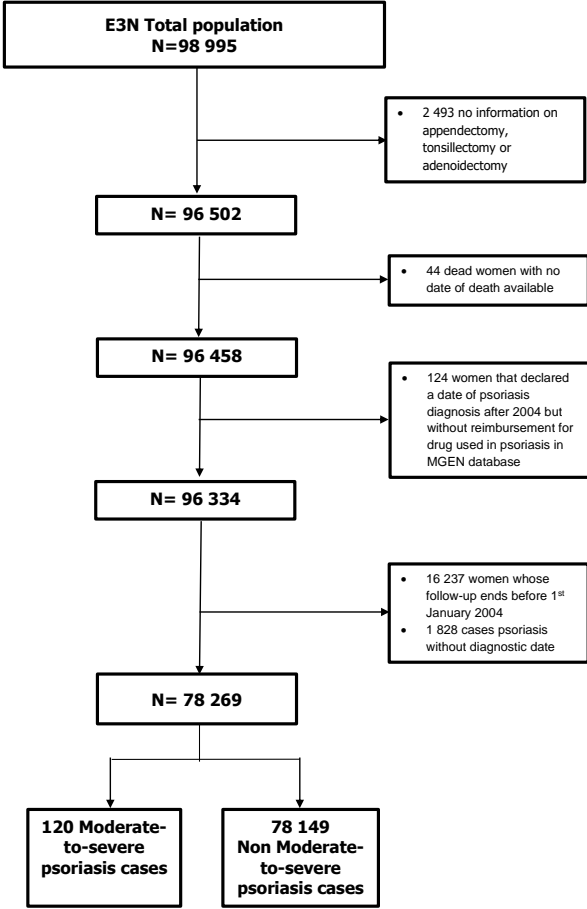 E3N Total population
N=98 995
• 2 493 no information on
appendectomy,
tonsillectomy or
adenoidectomy
N= 96 502
• 44 dead women with no
date of death available
N= 96 458
• 124 women that declared
a date of psoriasis
diagnosis after 2004 but
without reimbursement for
drug used in psoriasis in
MGEN database
N= 96 334
• 16 237 women whose
follow-up ends before 1st
January 2004
• 1 828 cases psoriasis
without diagnostic date
N= 78 269
120 Moderate-
to-severe
psoriasis cases
78 149
Non Moderate-
to-severe
psoriasis cases